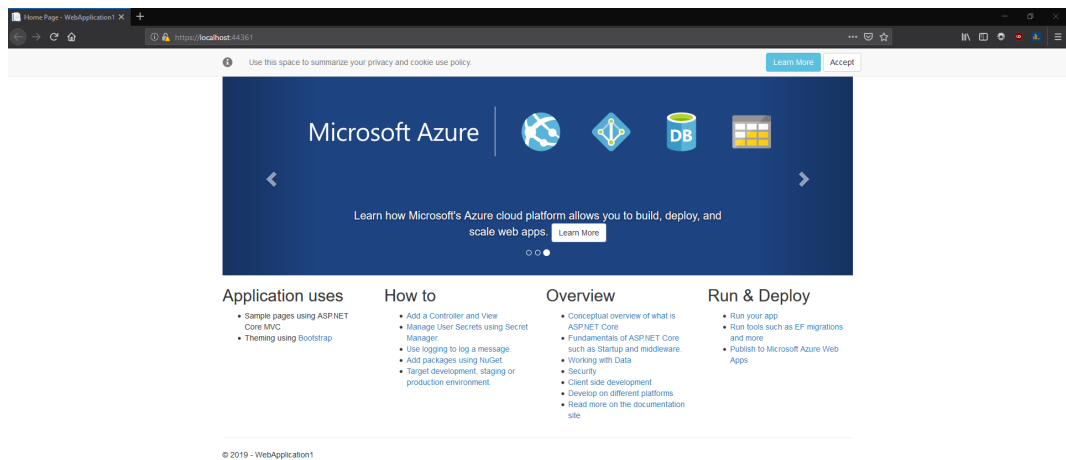 Home Page - WebApplication1
https://localhost:44361
Use this space to summarize your privacy and cookie use policy.
Learn More
Accept
Microsoft Azure
DB
Learn how Microsoft's Azure cloud platform allows you to build, deploy, and
scale web apps. Learn More
Application uses
Sample pages using ASP.NET
Core MVC
Theming using Bootstrap
How to
Add a Controller and View
Manage User Secrets using Secret
Manager.
Use logging to log a message.
Add packages using NuGet.
Target development, staging or
production environment.
Overview
Conceptual overview of what is
ASP.NET Core
Fundamentals of ASP.NET Core
such as Startup and middleware.
Working with Data
Security
Client side development
Develop on different platforms
Read more on the documentation
site
Run & Deploy
Run your app
Run tools such as EF migrations
and more
Publish to Microsoft Azure Web
Apps
© 2019 - WebApplication1